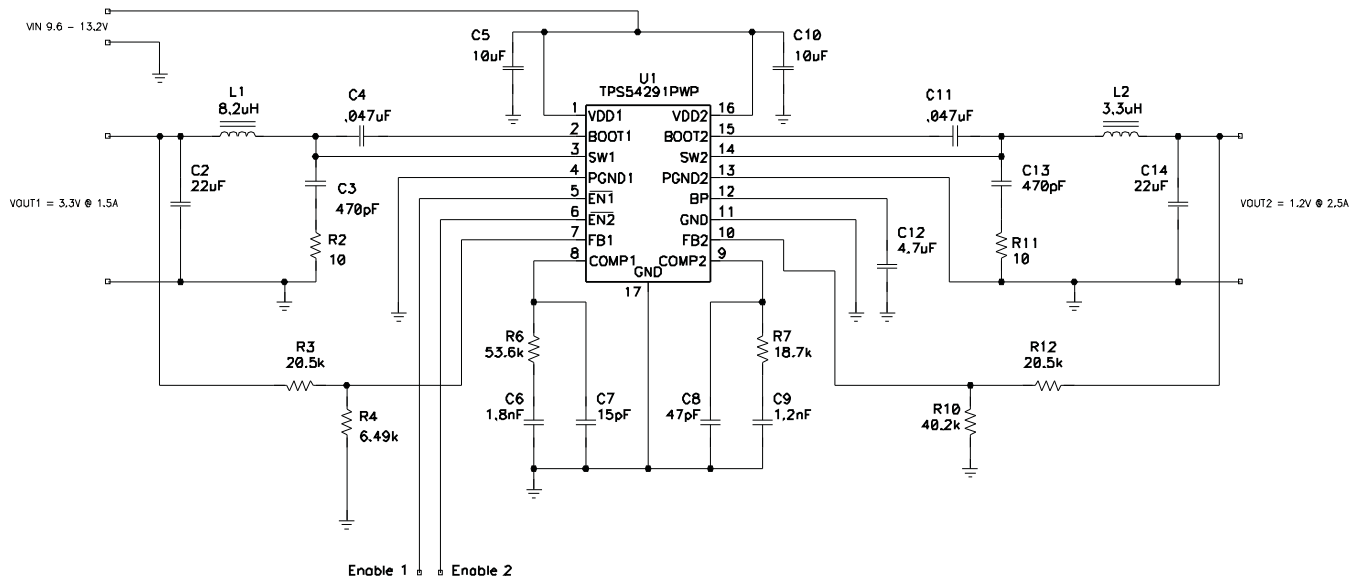 VIN 9.6 - 13.2V
C5
10uF
C10
10uF
U1
TPS54291PWP
L1
8.2uH
C4
.047uF
C11
.047uF
L2
3.3uH
1
VDD1
VDD2
16
2
BOOT1
BOOT2
15
3
SW1
SW2
14
4
PGND1
PGND2
13
5
EN1
BP
12
6
EN2
GND
11
7
FB1
FB2
10
8
COMP1
COMP2
9
GND
17
C2
22uF
C3
470pF
C13
470pF
C14
22uF
VOUT1 = 3.3V @ 1.5A
VOUT2 = 1.2V @ 2.5A
R2
10
C12
4.7uF
R11
10
R3
20.5k
R6
53.6k
R7
18.7k
R12
20.5k
R4
6.49k
C6
1.8nF
C7
15pF
C8
47pF
C9
1.2nF
R10
40.2k
Enable 1
Enable 2